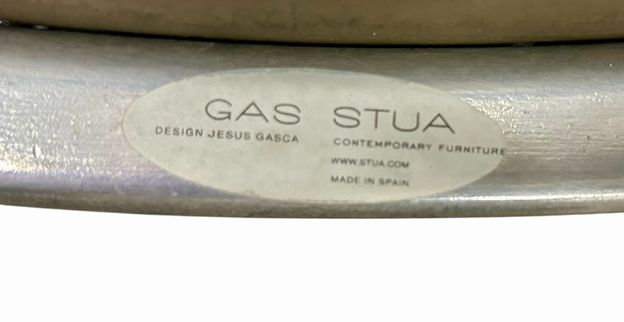 GAS STUA
DESIGN JESUS GASCA
CONTEMPORARY FURNITURE
WWW.STUA.COM
MADE IN SPAIN